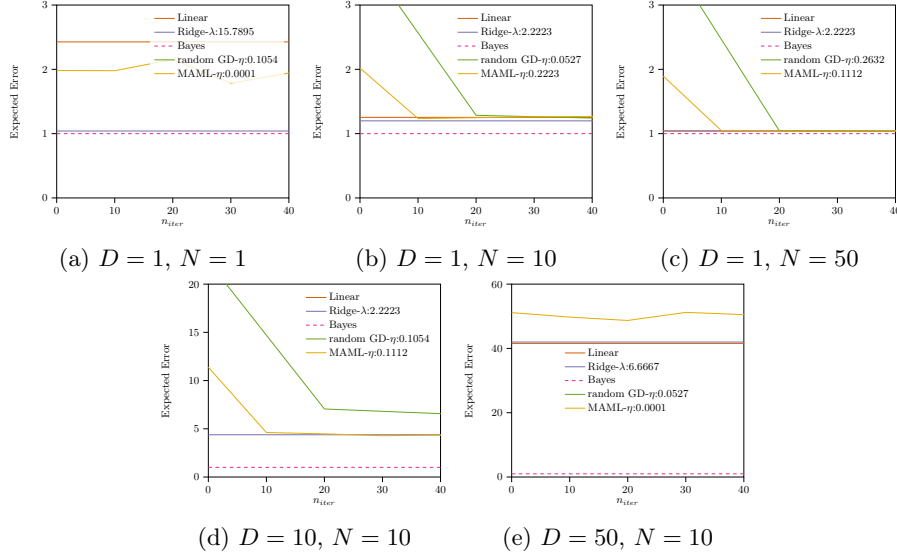 3
2
1
0
Expected Error
Linear
Ridge-λ:15.7895
Bayes
random GD-η:0.1054
MAML-η:0.0001
0 10 20 30 40
n_iter
(a) D = 1, N = 1
3
2
1
0
Expected Error
Linear
Ridge-λ:2.2223
Bayes
random GD-η:0.0527
MAML-η:0.2223
0 10 20 30 40
n_iter
(b) D = 1, N = 10
3
2
1
0
Expected Error
Linear
Ridge-λ:2.2223
Bayes
random GD-η:0.2632
MAML-η:0.1112
0 10 20 30 40
n_iter
(c) D = 1, N = 50
20
15
10
5
0
Expected Error
Linear
Ridge-λ:2.2223
Bayes
random GD-η:0.1054
MAML-η:0.1112
0 10 20 30 40
n_iter
(d) D = 10, N = 10
60
40
20
0
Expected Error
Linear
Ridge-λ:6.6667
Bayes
random GD-η:0.0527
MAML-η:0.0001
0 10 20 30 40
n_iter
(e) D = 50, N = 10